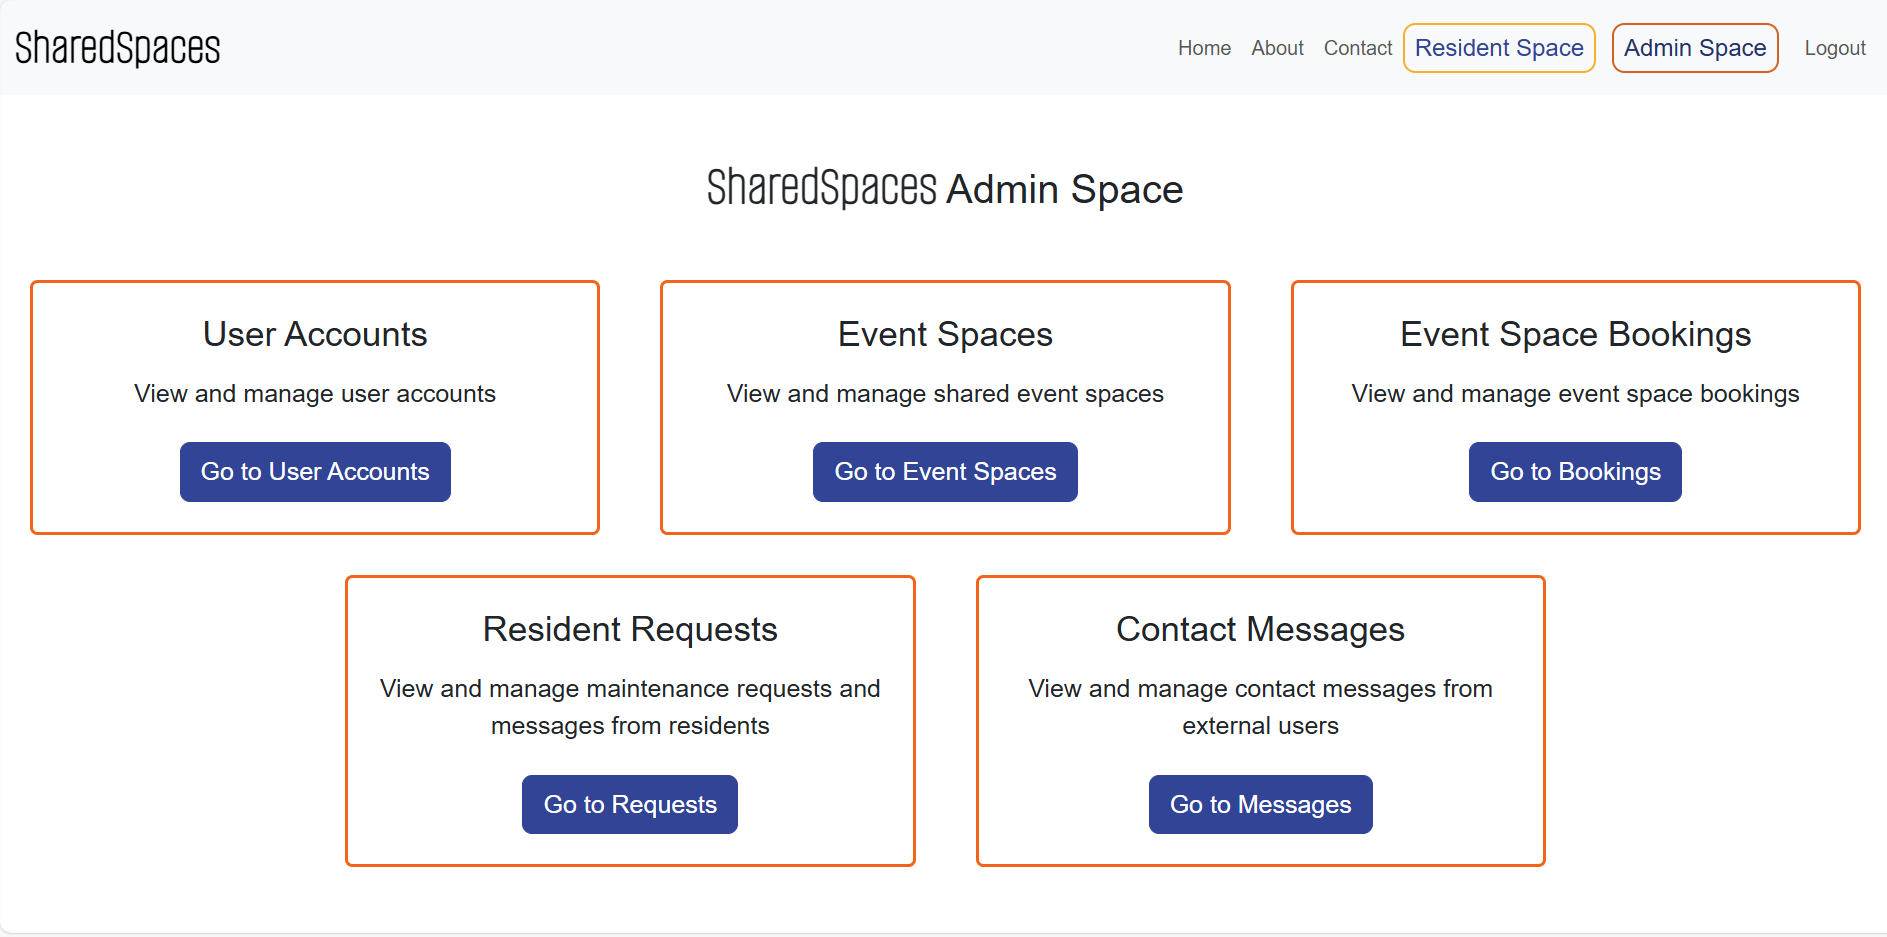 SharedSpaces
Home About Contact Resident Space Admin Space Logout
SharedSpaces Admin Space
User Accounts
View and manage user accounts
Go to User Accounts
Event Spaces
View and manage shared event spaces
Go to Event Spaces
Event Space Bookings
View and manage event space bookings
Go to Bookings
Resident Requests
View and manage maintenance requests and
messages from residents
Go to Requests
Contact Messages
View and manage contact messages from
external users
Go to Messages